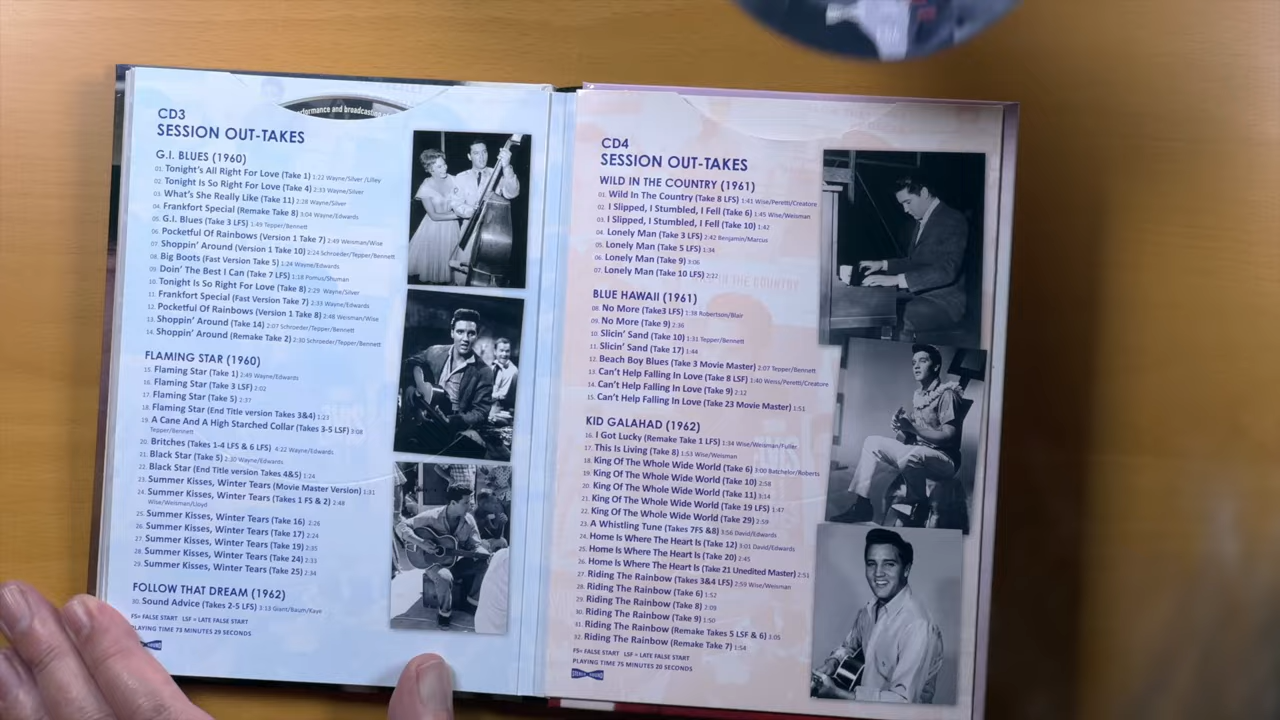 formance and broadcastin
CD3
SESSION OUT-TAKES
G.I. BLUES (1960)
01. Tonight's All Right For Love (Take 1) 1:22 Wayne/Silver /Lilley
02. Tonight Is So Right For Love (Take 4) 2:33 Wayne/Silver
03. What's She Really Like (Take 11) 2:28 Wayne/Silver
04. Frankfort Special (Remake Take 8) 3:04 Wayne/Edwards
05. G.I. Blues (Take 3 LFS) 1:49 Tepper/Bennett
06. Pocketful Of Rainbows (Version 1 Take 7) 2:49 Weisman/Wise
07. Shoppin' Around (Version 1 Take 10) 2:24 Schroeder/Tepper/Bennett
08. Big Boots (Fast Version Take 5) 1:24 Wayne/Edwards
09. Doin' The Best I Can (Take 7 LFS) 1:16 Pomus/Shuman
10. Tonight Is So Right For Love (Take 8) 2:29 Wayne/Silver
11. Frankfort Special (Fast Version Take 7) 2:33 Wayne/Edwards
12. Pocketful Of Rainbows (Version 1 Take 8) 2:48 Weisman/Wise
13. Shoppin' Around (Take 14) 2:07 Schroeder/Tepper/Bennett
14. Shoppin' Around (Remake Take 2) 2:30 Schroeder/Tepper/Bennett
FLAMING STAR (1960)
15. Flaming Star (Take 1) 2:49 Wayne/Edwards
16. Flaming Star (Take 3 LSF) 2:02
17. Flaming Star (Take 5) 2:37
18. Flaming Star (End Title version Takes 3&4) 1:23
19. A Cane And A High Starched Collar (Takes 3-5 LSF) 3:08
Tepper/Bennett
20. Britches (Takes 1-4 LFS & 6 LFS) 4:22 Wayne/Edwards
21. Black Star (Take 5) 2:30 Wayne/Edwards
22. Black Star (End Title version Takes 4&5) 1:24
23. Summer Kisses, Winter Tears (Movie Master Version) 1:31
24. Summer Kisses, Winter Tears (Takes 1 FS & 2) 2:48
Wise/Weisman/Lloyd
25. Summer Kisses, Winter Tears (Take 16) 2:26
26. Summer Kisses, Winter Tears (Take 17) 2:24
27. Summer Kisses, Winter Tears (Take 19) 2:35
28. Summer Kisses, Winter Tears (Take 24) 2:31
29. Summer Kisses, Winter Tears (Take 25) 2:34
FOLLOW THAT DREAM (1962)
30. Sound Advice (Takes 2-5 LFS) 3:13 Giant/Baum/Kaye
FS= FALSE START LSF = LATE FALSE START
PLAYING TIME 73 MINUTES 29 SECONDS
CD4
SESSION OUT-TAKES
WILD IN THE COUNTRY (1961)
01. Wild In The Country (Take 8 LFS) 1:41 Wise/Peretti/Creatore
02. I Slipped, I Stumbled, I Fell (Take 6) 1:45 Wise/Weisman
03. I Slipped, I Stumbled, I Fell (Take 10) 1:42
04. Lonely Man (Take 3 LFS) 2:42 Benjamin/Marcus
05. Lonely Man (Take 5 LFS) 1:34
06. Lonely Man (Take 9) 3:06
07. Lonely Man (Take 10 LFS) 2:22
BLUE HAWAII (1961)
08. No More (Take3 LFS) 1:38 Robertson/Blair
09. No More (Take 9) 2:36
10. Slicin' Sand (Take 10) 1:31 Tepper/Bennett
11. Slicin' Sand (Take 17) 1:44
12. Beach Boy Blues (Take 3 Movie Master) 2:07 Tepper/Bennett
13. Can't Help Falling In Love (Take 8 LSF) 1:40 Weiss/Peretti/Creatore
14. Can't Help Falling In Love (Take 9) 2:12
15. Can't Help Falling In Love (Take 23 Movie Master) 1:51
KID GALAHAD (1962)
16. I Got Lucky (Remake Take 1 LFS) 1:34 Wise/Weisman/Fuller
17. This Is Living (Take 8) 1:53 Wise/Weisman
18. King Of The Whole Wide World (Take 6) 3:00 Batchelor/Roberts
19. King Of The Whole Wide World (Take 10) 2:58
20. King Of The Whole Wide World (Take 11) 3:14
21. King Of The Whole Wide World (Take 19 LFS) 1:47
22. King Of The Whole Wide World (Take 29) 2:59
23. A Whistling Tune (Takes 7FS &8) 3:56 David/Edwards
24. Home Is Where The Heart Is (Take 12) 3:01 David/Edwards
25. Home Is Where The Heart Is (Take 20) 2:45
26. Home Is Where The Heart Is (Take 21 Unedited Master) 2:51
27. Riding The Rainbow (Takes 3&4 LFS) 2:59 Wise/Weisman
28. Riding The Rainbow (Take 6) 1:52
29. Riding The Rainbow (Take 8) 2:09
30. Riding The Rainbow (Take 9) 1:50
31. Riding The Rainbow (Remake Takes 5 LSF & 6) 3:05
32. Riding The Rainbow (Remake Take 7) 1:54
FS= FALSE START LSF = LATE FALSE START
PLAYING TIME 75 MINUTES 20 SECONDS